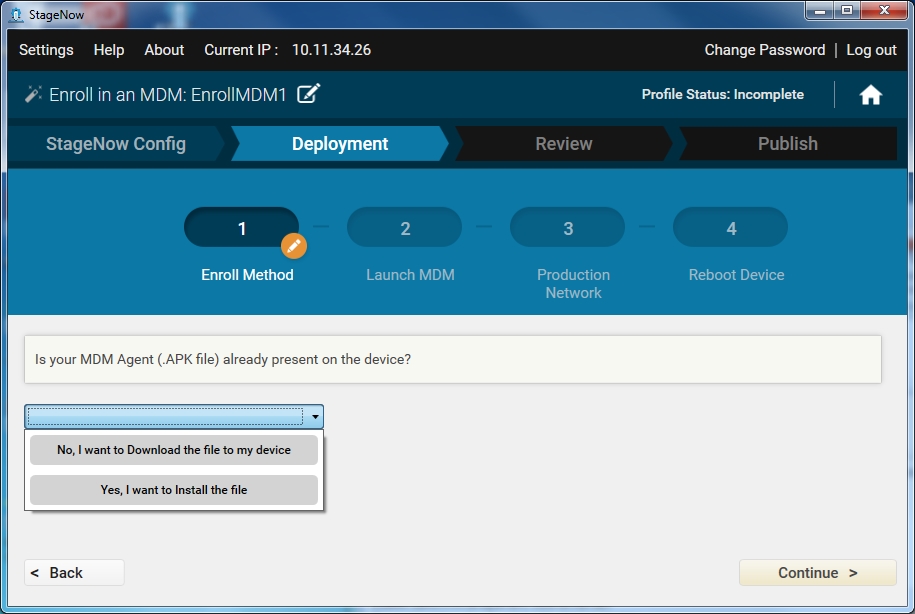 StageNow
Settings Help About Current IP : 10.11.34.26 Change Password | Log out
Enroll in an MDM: EnrollMDM1 Profile Status: Incomplete
StageNow Config Deployment Review Publish
1 2 3 4
Enroll Method Launch MDM Production Network Reboot Device
Is your MDM Agent (.APK file) already present on the device?
No, I want to Download the file to my device
Yes, I want to Install the file
< Back Continue >